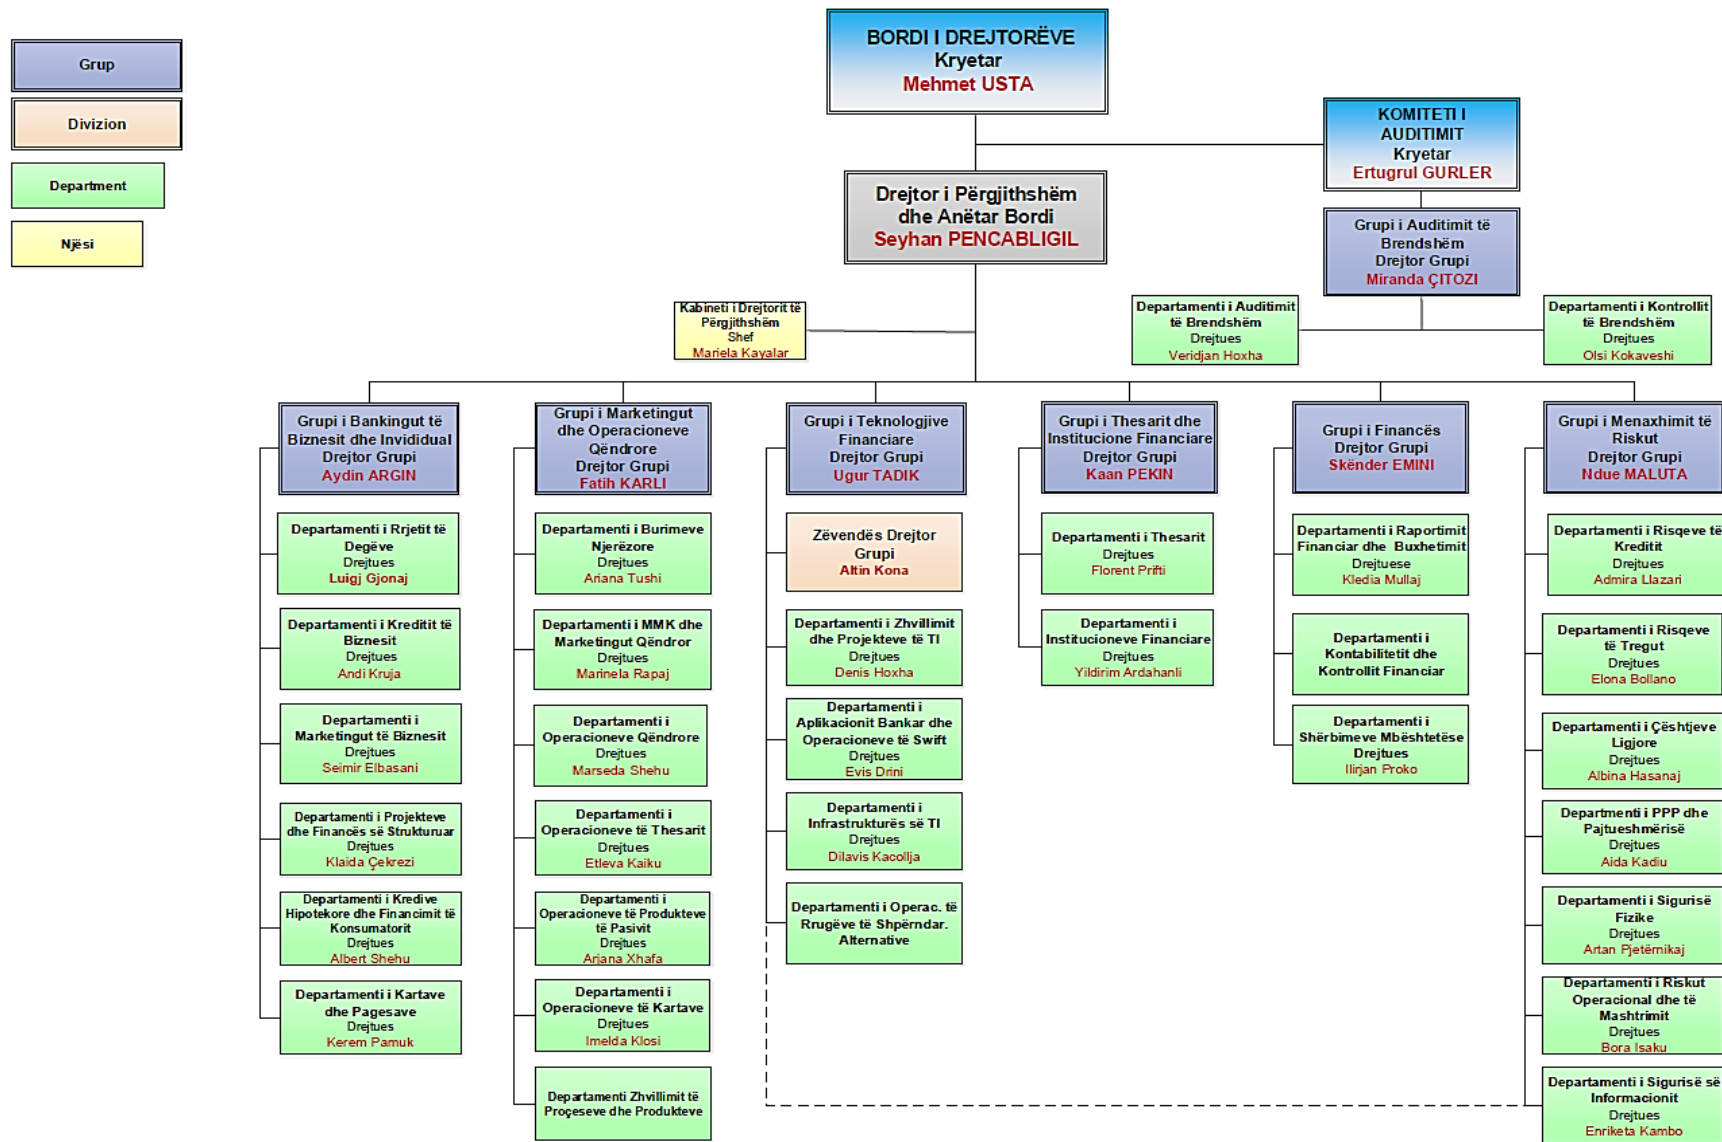 Grup
Divizion
Department
Njësi
BORDI I DREJTORËVE
Kryetar
Mehmet USTA
KOMITETI I
AUDITIMIT
Kryetar
Ertugrul GURLER
Drejtor i Përgjithshëm
dhe Anëtar Bordi
Seyhan PENCABLIGIL
Grupi i Auditimit të
Brendshëm
Drejtor Grupi
Miranda ÇITOZI
Kabineti i Drejtorit të
Përgjithshëm
Shef
Mariela Kayalar
Departamenti i Auditimit
të Brendshëm
Drejtues
Veridjan Hoxha
Departamenti i Kontrollit
të Brendshëm
Drejtues
Olsi Kokaveshi
Grupi i Bankingut të
Biznesit dhe Invididual
Drejtor Grupi
Aydin ARGIN
Departamenti i Rrjetit të
Degëve
Drejtues
Luigj Gjonaj
Departamenti i Kreditit të
Biznesit
Drejtues
Andi Kruja
Departamenti i
Marketingut të Biznesit
Drejtues
Seimir Elbasani
Departamenti i Projekteve
dhe Financës së Strukturuar
Drejtues
Klaida Çekrezi
Departamenti i Kredive
Hipotekore dhe Financimit të
Konsumatorit
Drejtues
Albert Shehu
Departamenti i Kartave
dhe Pagesave
Drejtues
Kerem Pamuk
Grupi i Marketingut
dhe Operacioneve
Qëndrore
Drejtor Grupi
Fatih KARLI
Departamenti i Burimeve
Njerëzore
Drejtues
Ariana Tushi
Departamenti i MMK dhe
Marketingut Qëndror
Drejtues
Marinela Rapaj
Departamenti i
Operacioneve Qëndrore
Drejtues
Marseda Shehu
Departamenti i
Operacioneve të Thesarit
Drejtues
Etleva Kaiku
Departamenti i
Operacioneve të Produkteve
të Pasivit
Drejtues
Arjana Xhafa
Departamenti i
Operacioneve të Kartave
Drejtues
Imelda Klosi
Departamenti Zhvillimit të
Proçeseve dhe Produkteve
Grupi i Teknologjive
Financiare
Drejtor Grupi
Ugur TADIK
Zëvendës Drejtor
Grupi
Altin Kona
Departamenti i Zhvillimit
dhe Projekteve të TI
Drejtues
Denis Hoxha
Departamenti i
Aplikacionit Bankar dhe
Operacioneve të Swift
Drejtues
Evis Drini
Departamenti i
Infrastrukturës së TI
Drejtues
Dilavis Kacollja
Departamenti i Operac. të
Rrugëve të Shpërndar.
Alternative
Grupi i Thesarit dhe
Institucione Financiare
Drejtor Grupi
Kaan PEKIN
Departamenti i Thesarit
Drejtues
Florent Prifti
Departamenti i
Institucioneve Financiare
Drejtues
Yildirim Ardahanli
Grupi i Financës
Drejtor Grupi
Skënder EMINI
Departamenti i Raportimit
Financiar dhe Buxhetimit
Drejtuese
Kledia Mullaj
Departamenti i
Kontabilitetit dhe
Kontrollit Financiar
Departamenti i
Shërbimeve Mbështetëse
Drejtues
Ilirjan Proko
Grupi i Menaxhimit të
Riskut
Drejtor Grupi
Ndue MALUTA
Departamenti i Risqeve të
Kreditit
Drejtues
Admira Llazari
Departamenti i Risqeve
të Tregut
Drejtues
Elona Bollano
Departamenti i Çështjeve
Ligjore
Drejtues
Albina Hasanaj
Departmenti i PPP dhe
Pajtueshmërisë
Drejtues
Aida Kadiu
Departamenti i Sigurisë
Fizike
Drejtues
Artan Pjetërnikaj
Departamenti i Riskut
Operacional dhe të
Mashtrimit
Drejtues
Bora Isaku
Departamenti i Sigurisë së
Informacionit
Drejtues
Enriketa Kambo